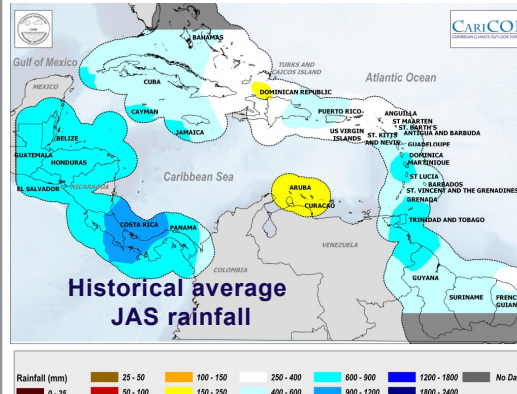 CARICO
CARIBBEAN CLIMATE OUTLOOK FOR
BAHAMAS
Gulf of Mexico
TURKS AND
CAICOS ISLAND
Atlantic Ocean
MEXICO
CUBA
DOMINICAN REPUBLIC
CAYMAN
PUERTO RICO
ANGUILLA
ST MAARTEN
ST. BARTH'S
JAMAICA
US VIRGIN
ISLANDS
ST. KITTS
AND NEVIS
ANTIGUA AND BARBUDA
BELIZE
GUADELOUPE
GUATEMALA
HONDURAS
DOMINICA
MARTINIQUE
Caribbean Sea
ST LUCIA
EL SALVADOR
NICARAGUA
ARUBA
BARBADOS
ST. VINCENT AND THE GRENADINES
CURACAO
GRENADA
TRINIDAD AND TOBAGO
COSTA RICA
PANAMA
VENEZUELA
COLOMBIA
GUYANA
Historical average
JAS rainfall
SURINAME
FRENC
GUIAN
Rainfall (mm)
25 - 50
100 - 150
250 - 400
600 - 900
1200 - 1800
No Da
0 - 25
50 - 100
150 - 250
400 - 600
900 - 1200
1800 - 2400